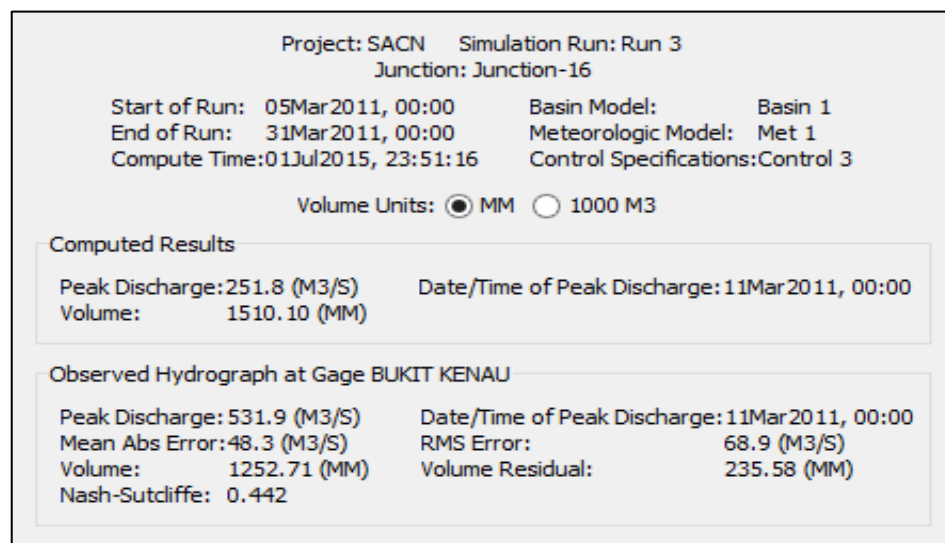 Project: SACN Simulation Run: Run 3
Junction: Junction-16
Start of Run: 05Mar2011, 00:00 Basin Model: Basin 1
End of Run: 31Mar2011, 00:00 Meteorologic Model: Met 1
Compute Time:01Jul2015, 23:51:16 Control Specifications:Control 3
Volume Units: MM 1000 M3
Computed Results
Peak Discharge:251.8 (M3/S) Date/Time of Peak Discharge:11Mar2011, 00:00
Volume: 1510.10 (MM)
Observed Hydrograph at Gage BUKIT KENAU
Peak Discharge:531.9 (M3/S) Date/Time of Peak Discharge:11Mar2011, 00:00
Mean Abs Error:48.3 (M3/S) RMS Error: 68.9 (M3/S)
Volume: 1252.71 (MM) Volume Residual: 235.58 (MM)
Nash-Sutcliffe: 0.442